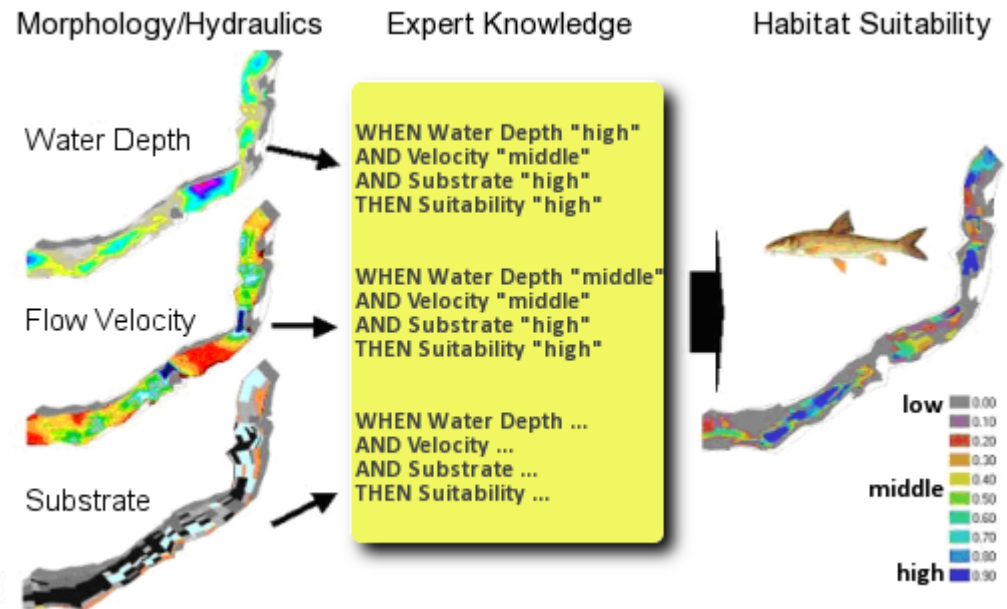 Morphology/Hydraulics
Expert Knowledge
Habitat Suitability
Water Depth
Flow Velocity
Substrate
WHEN Water Depth "high"
AND Velocity "middle"
AND Substrate "high"
THEN Suitability "high"
WHEN Water Depth "middle"
AND Velocity "middle"
AND Substrate "high"
THEN Suitability "high"
WHEN Water Depth ...
AND Velocity ...
AND Substrate ...
THEN Suitability ...
low 0.00
0.10
0.20
0.30
0.40
middle 0.50
0.60
0.70
0.80
high 0.90